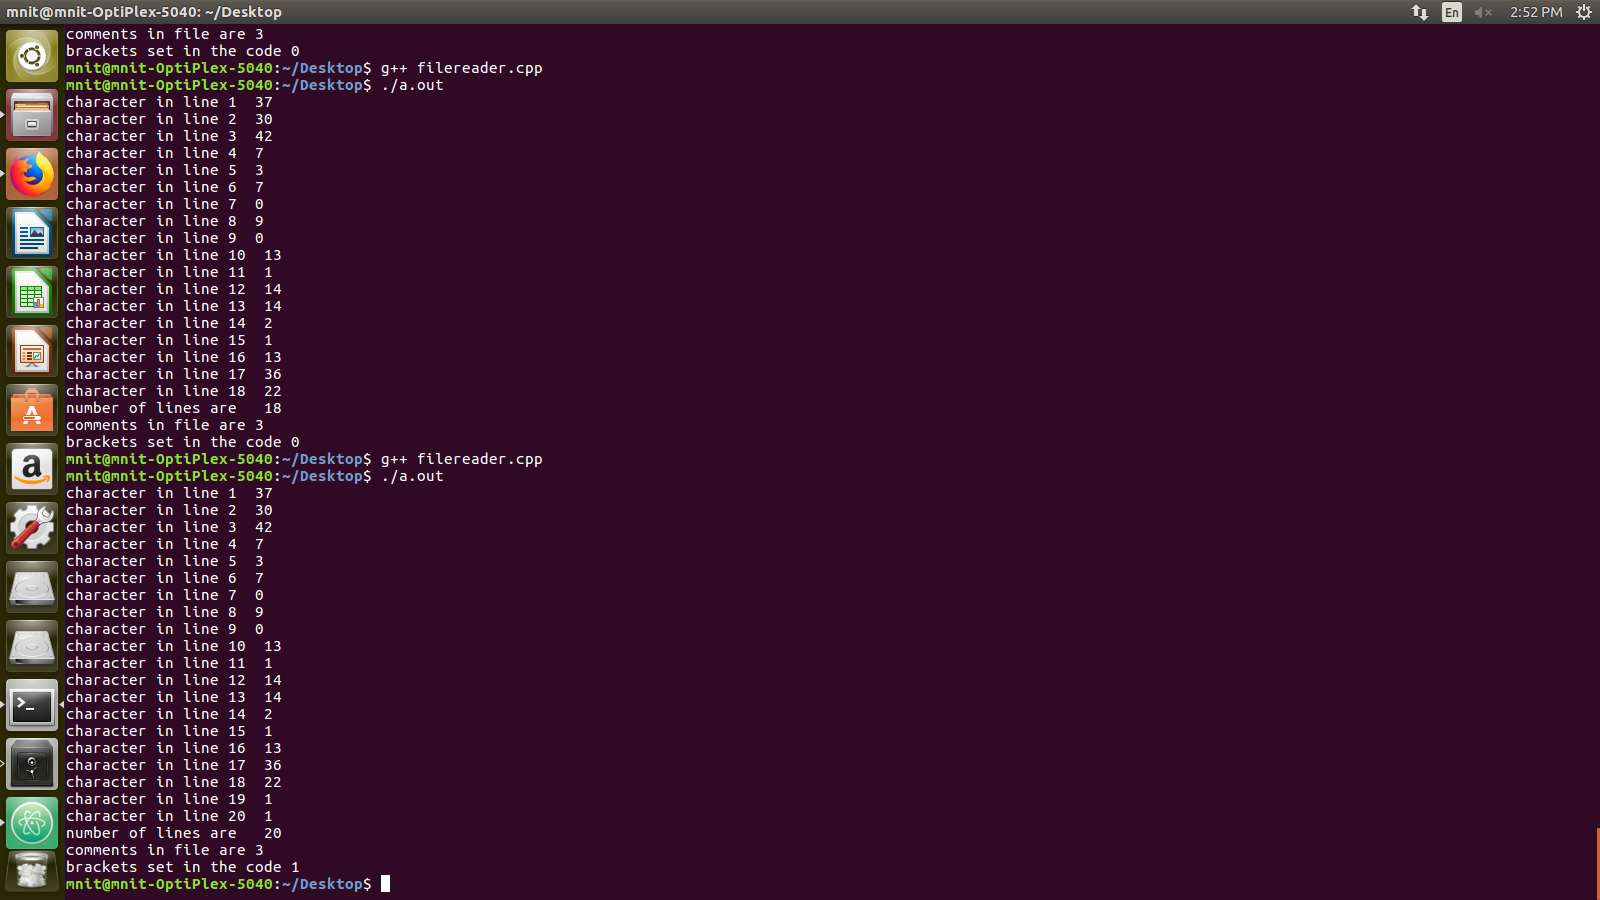 mnit@mnit-OptiPlex-5040: ~/Desktop
En
2:52 PM
comments in file are 3
brackets set in the code 0
mnit@mnit-OptiPlex-5040:~/Desktop$ g++ filereader.cpp
mnit@mnit-OptiPlex-5040:~/Desktop$ ./a.out
character in line 1  37
character in line 2  30
character in line 3  42
character in line 4  7
character in line 5  3
character in line 6  7
character in line 7  0
character in line 8  9
character in line 9  0
character in line 10  13
character in line 11  1
character in line 12  14
character in line 13  14
character in line 14  2
character in line 15  1
character in line 16  13
character in line 17  36
character in line 18  22
number of lines are   18
comments in file are 3
brackets set in the code 0
mnit@mnit-OptiPlex-5040:~/Desktop$ g++ filereader.cpp
mnit@mnit-OptiPlex-5040:~/Desktop$ ./a.out
character in line 1  37
character in line 2  30
character in line 3  42
character in line 4  7
character in line 5  3
character in line 6  7
character in line 7  0
character in line 8  9
character in line 9  0
character in line 10  13
character in line 11  1
character in line 12  14
character in line 13  14
character in line 14  2
character in line 15  1
character in line 16  13
character in line 17  36
character in line 18  22
character in line 19  1
character in line 20  1
number of lines are   20
comments in file are 3
brackets set in the code 1
mnit@mnit-OptiPlex-5040:~/Desktop$